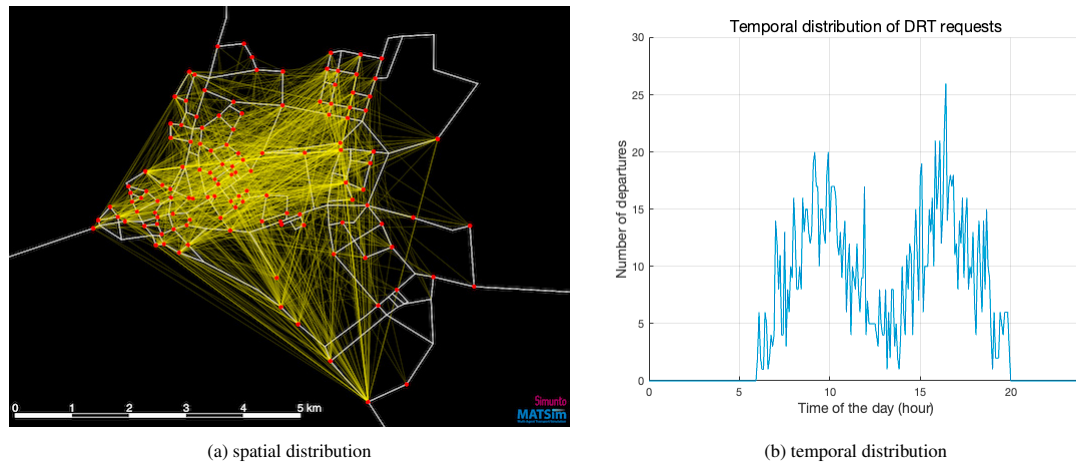 Temporal distribution of DRT requests
30
25
20
15
10
5
0
Number of departures
0 5 10 15 20
Time of the day (hour)
0 1 2 3 4 5 km
Simunto
MATSim
(a) spatial distribution
(b) temporal distribution